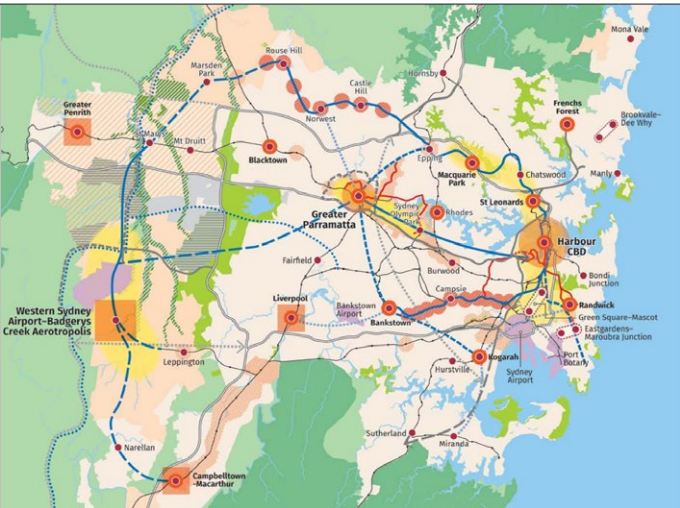 Mona Vale
Rouse Hill
Marsden
Park
Hornsby
Castle
Hill
Greater
Penrith
Frenchs
Forest
Norwest
Brookvale–
Dee Why
Mt Druitt
Blacktown
Epping
Macquarie
Park
Chatswood
Manly
St Leonards
Greater
Parramatta
Sydney
Olympic
Park
Rhodes
Harbour
CBD
Fairfield
Burwood
Bondi
Junction
Western Sydney
Airport–Badgerys
Creek Aerotropolis
Liverpool
Bankstown
Airport
Campsie
Bankstown
Randwick
Green Square–Mascot
Eastgardens–
Maroubra Junction
Leppington
Kogarah
Hurstville
Sydney
Airport
Port
Botany
Sutherland
Miranda
Narellan
Campbelltown
-Macarthur